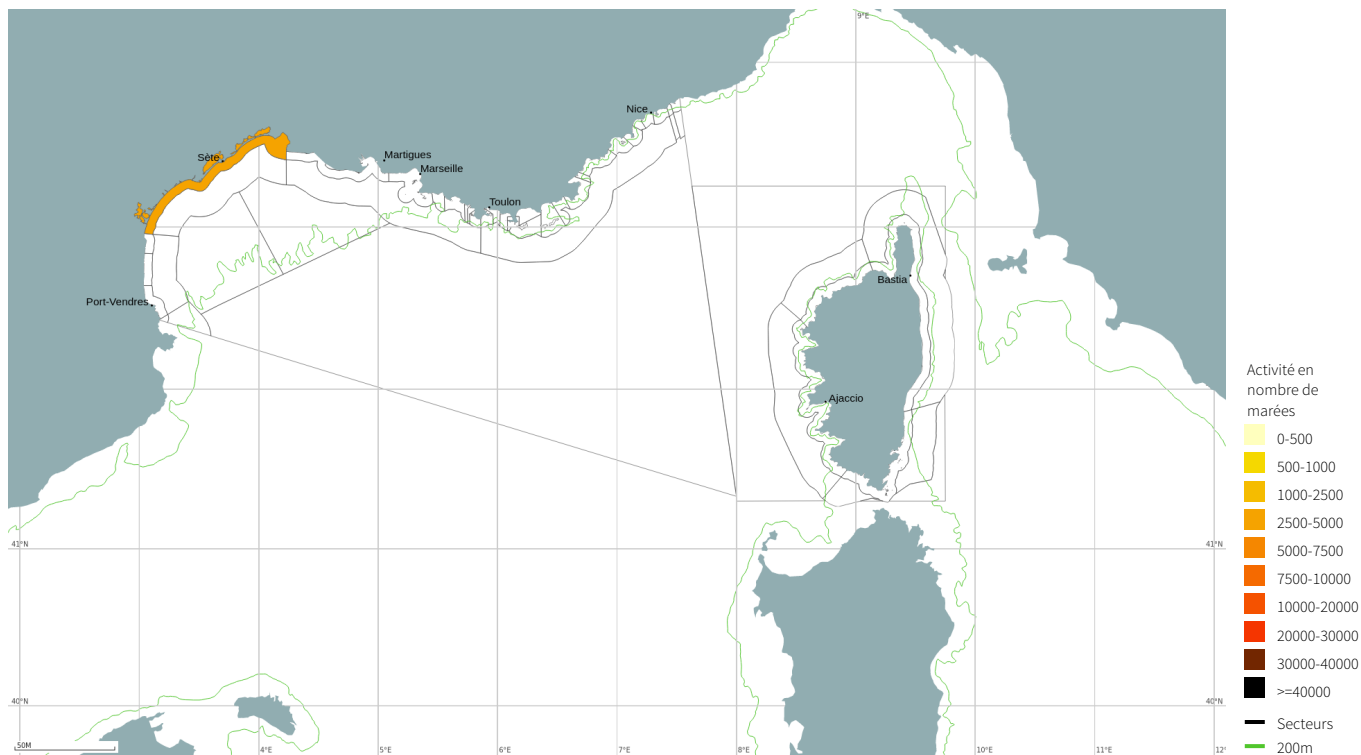 9°E
Nice
Sète
Martigues
Marseille
Toulon
Bastia
Port-Vendres
Ajaccio
41°N
41°N
40°N
40°N
50M
4°E
5°E
6°E
7°E
8°E
10°E
11°E
12°
Activité en
nombre de
marées
0-500
500-1000
1000-2500
2500-5000
5000-7500
7500-10000
10000-20000
20000-30000
30000-40000
>=40000
Secteurs
200m